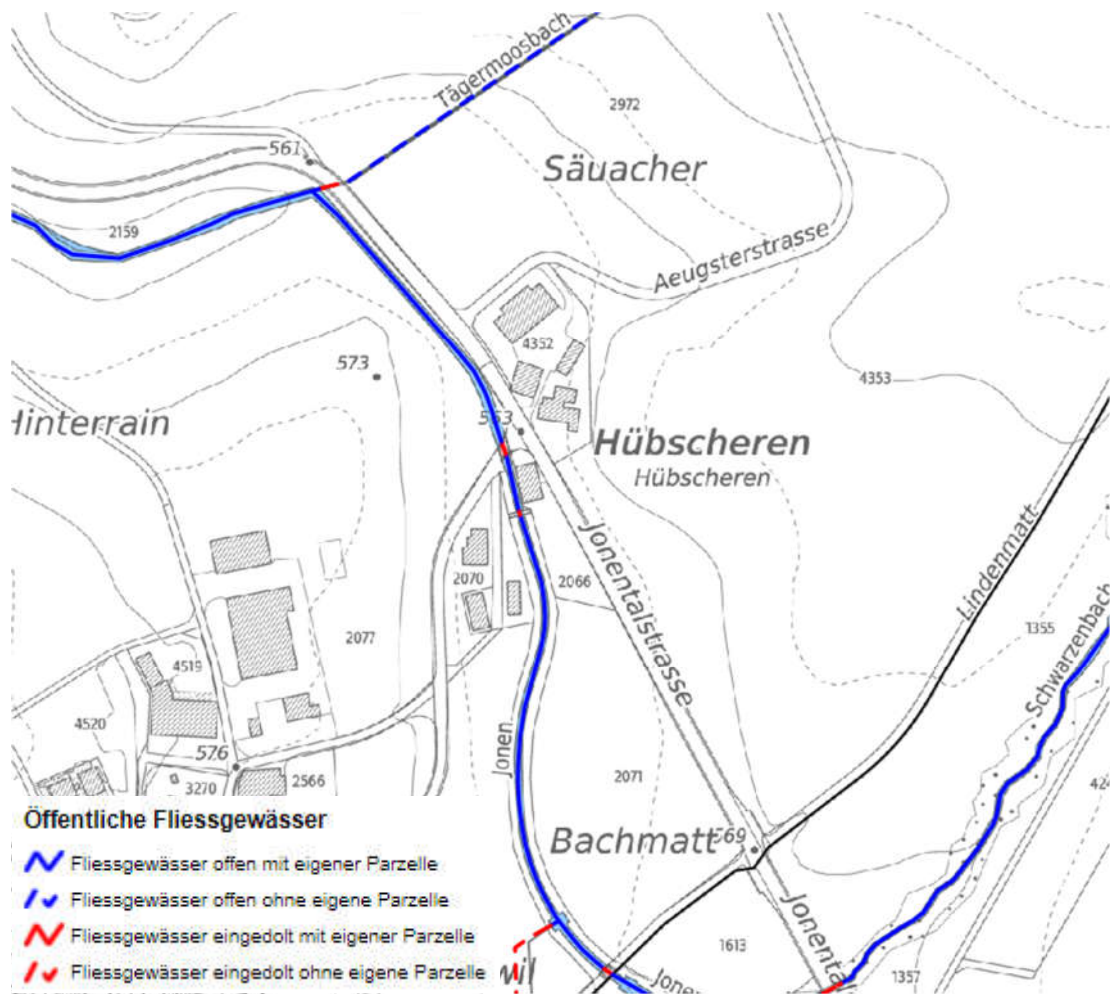 Tägermoosbach
2972
561
Säuacher
2159
Aeugsterstrasse
4352
573
4353
Hinterrain
Hübscheren
Hübscheren
Jonentalstrasse
Lindenmatt
2070
2066
1355
Schwarzenbach
2077
4519
4520
Jonen
576
3270
2566
2071
Bachmatt
569
1613
1357
Öffentliche Fliessgewässer
Fliessgewässer offen mit eigener Parzelle
Fliessgewässer offen ohne eigene Parzelle
Fliessgewässer eingedolt mit eigener Parzelle
Fliessgewässer eingedolt ohne eigene Parzelle